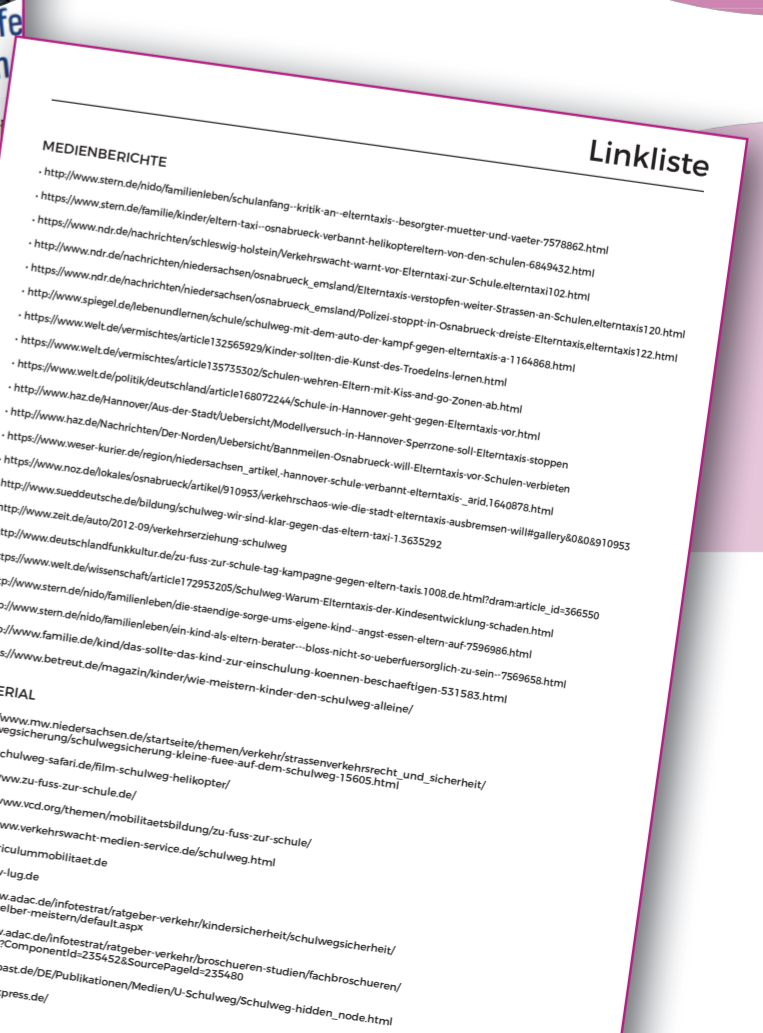 fe
Linkliste
MEDIENBERICHTE
• http://www.stern.de/nido/familienleben/schulanfang--kritik-an--elterntaxis--besorgter-muetter-und-vaeter-7578862.html
• https://www.stern.de/familie/kinder/eltern-taxi--osnabrueck-verbannt-helikoptereltern-von-den-schulen-6849432.html
• https://www.ndr.de/nachrichten/schleswig-holstein/Verkehrswacht-warnt-vor-Elterntaxi-zur-Schule,elterntaxi102.html
• http://www.ndr.de/nachrichten/niedersachsen/osnabrueck_emsland/Elterntaxis-verstopfen-weiter-Strassen-an-Schulen,elterntaxis120.html
• https://www.ndr.de/nachrichten/niedersachsen/osnabrueck_emsland/Polizei-stoppt-in-Osnabrueck-dreiste-Elterntaxis,elterntaxis122.html
• http://www.spiegel.de/lebenundlernen/schule/schulweg-mit-dem-auto-der-kampf-gegen-elterntaxis-a-1164868.html
• https://www.welt.de/vermischtes/article132565929/Kinder-sollten-die-Kunst-des-Troedelns-lernen.html
• https://www.welt.de/vermischtes/article135735302/Schulen-wehren-Eltern-mit-Kiss-and-go-Zonen-ab.html
• https://www.welt.de/politik/deutschland/article168072244/Schule-in-Hannover-geht-gegen-Elterntaxis-vor.html
• http://www.haz.de/Hannover/Aus-der-Stadt/Uebersicht/Modellversuch-in-Hannover-Sperrzone-soll-Elterntaxis-stoppen
• http://www.haz.de/Nachrichten/Der-Norden/Uebersicht/Bannmeilen-Osnabrueck-will-Elterntaxis-vor-Schulen-verbieten
• https://www.weser-kurier.de/region/niedersachsen_artikel,-hannover-schule-verbannt-elterntaxis-_arid,1640878.html
• https://www.noz.de/lokales/osnabrueck/artikel/910953/verkehrschaos-wie-die-stadt-elterntaxis-ausbremsen-will#gallery&0&0&910953
http://www.sueddeutsche.de/bildung/schulweg-wir-sind-klar-gegen-das-eltern-taxi-1.3635292
http://www.zeit.de/auto/2012-09/verkehrserziehung-schulweg
ttp://www.deutschlandfunkkultur.de/zu-fuss-zur-schule-tag-kampagne-gegen-eltern-taxis.1008.de.html?dram:article_id=366550
ttps://www.welt.de/wissenschaft/article172953205/Schulweg-Warum-Elterntaxis-der-Kindesentwicklung-schaden.html
tp://www.stern.de/nido/familienleben/die-staendige-sorge-ums-eigene-kind--angst-essen-eltern-auf-7596986.html
p://www.stern.de/nido/familienleben/ein-kind-als-eltern-berater---bloss-nicht-so-ueberfuersorglich-zu-sein--7569658.html
p://www.familie.de/kind/das-sollte-das-kind-zur-einschulung-koennen-beschaeftigen-531583.html
s://www.betreut.de/magazin/kinder/wie-meistern-kinder-den-schulweg-alleine/
ERIAL
/www.mw.niedersachsen.de/startseite/themen/verkehr/strassenverkehrsrecht_und_sicherheit/
wegsicherung/schulwegsicherung-kleine-fuee-auf-dem-schulweg-15605.html
chulweg-safari.de/film-schulweg-helikopter/
ww.zu-fuss-zur-schule.de/
www.vcd.org/themen/mobilitaetsbildung/zu-fuss-zur-schule/
ww.verkehrswacht-medien-service.de/schulweg.html
riculummobilitaet.de
-lug.de
w.adac.de/infotestrat/ratgeber-verkehr/kindersicherheit/schulwegsicherheit/
elber-meistern/default.aspx
.adac.de/infotestrat/ratgeber-verkehr/broschueren-studien/fachbroschueren/
?ComponentId=235452&SourcePageId=235480
bast.de/DE/Publikationen/Medien/U-Schulweg/Schulweg-hidden_node.html
press.de/